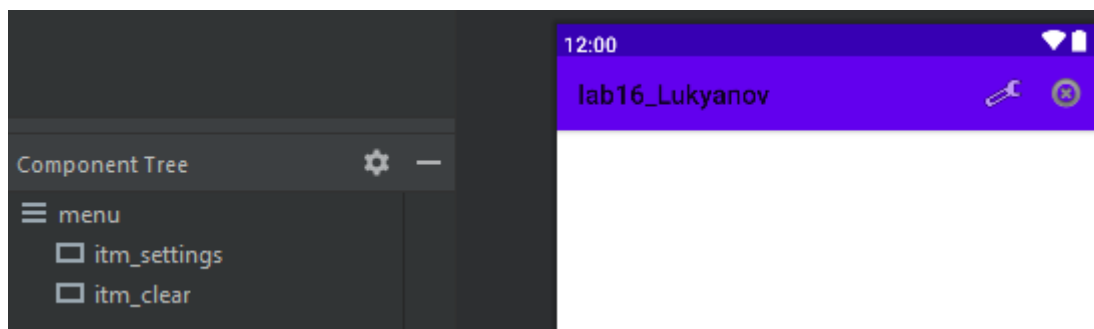 12:00
lab16_Lukyanov
Component Tree
menu
itm_settings
itm_clear